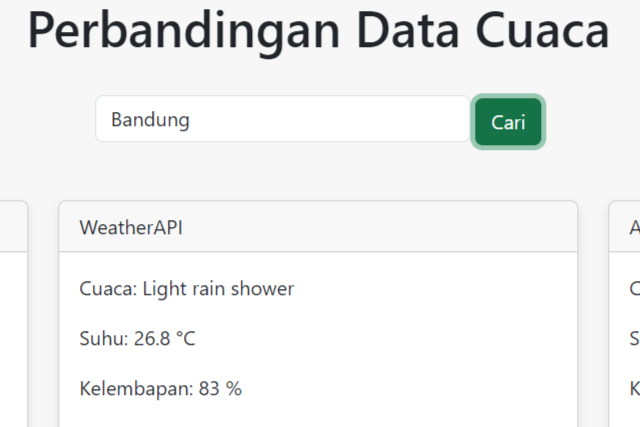 Perbandingan Data Cuaca
Bandung
Cari
WeatherAPI
Cuaca: Light rain shower
Suhu: 26.8 °C
Kelembapan: 83 %